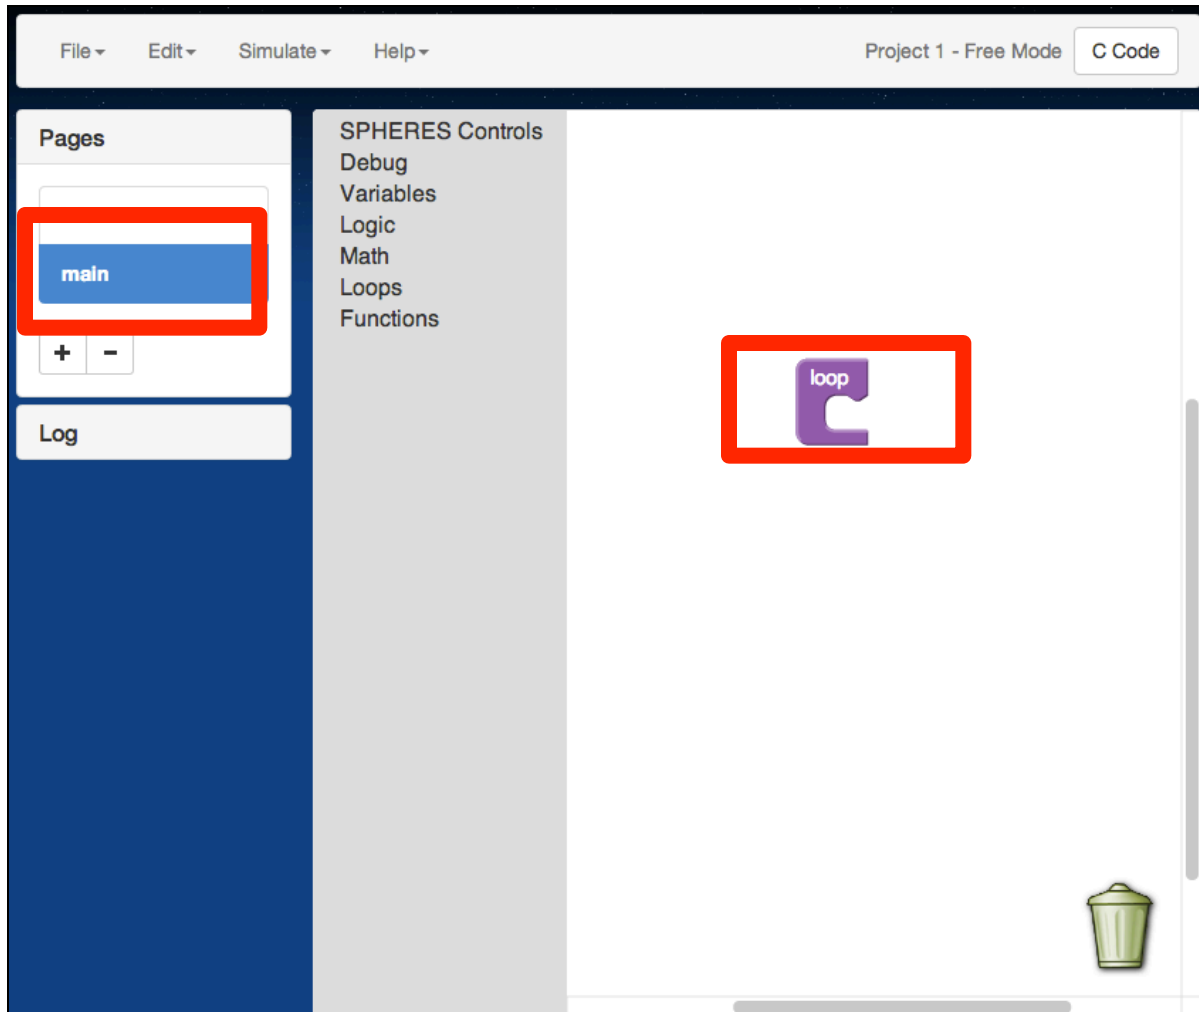 File Edit Simulate Help Project 1 - Free Mode C Code
Pages
main
+ -
Log
SPHERES Controls
Debug
Variables
Logic
Math
Loops
Functions
loop